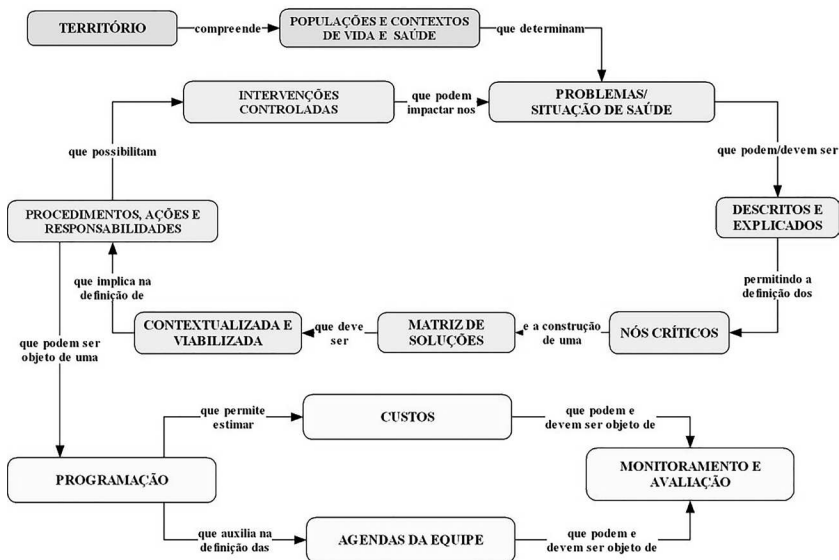 TERRITÓRIO
compreende
POPULAÇÕES E CONTEXTOS
DE VIDA E SAÚDE
que determinam
INTERVENÇÕES
CONTROLADAS
que podem
impactar nos
PROBLEMAS/
SITUAÇÃO DE SAÚDE
que possibilitam
que podem/devem ser
PROCEDIMENTOS, AÇÕES E
RESPONSABILIDADES
DESCRITOS E
EXPLICADOS
que implica na
definição de
permitindo a
definição dos
CONTEXTUALIZADA E
VIABILIZADA
que deve
ser
MATRIZ DE
SOLUÇÕES
e a construção
de uma
NÓS CRÍTICOS
que podem ser
objeto de uma
que permite
estimar
CUSTOS
que podem e
devem ser objeto de
PROGRAMAÇÃO
MONITORAMENTO E
AVALIAÇÃO
que auxilia na
definição das
AGENDAS DA EQUIPE
que podem e
devem ser objeto de